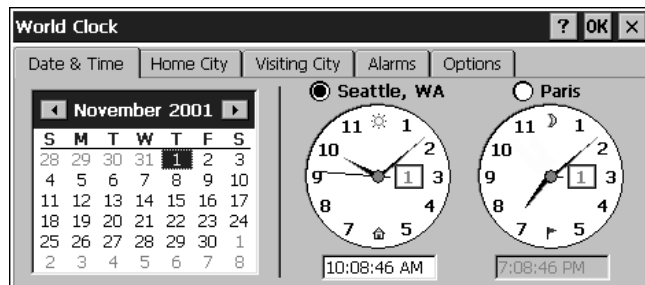 World Clock ? OK ×
Date & Time Home City Visiting City Alarms Options
November 2001
S M T W T F S
28 29 30 31 1 2 3
4 5 6 7 8 9 10
11 12 13 14 15 16 17
18 19 20 21 22 23 24
25 26 27 28 29 30 1
2 3 4 5 6 7 8
Seattle, WA
11 1
10 2
9 1 3
8 4
7 5
10:08:46 AM
Paris
11 1
10 2
9 1 3
8 4
7 5
7:08:46 PM